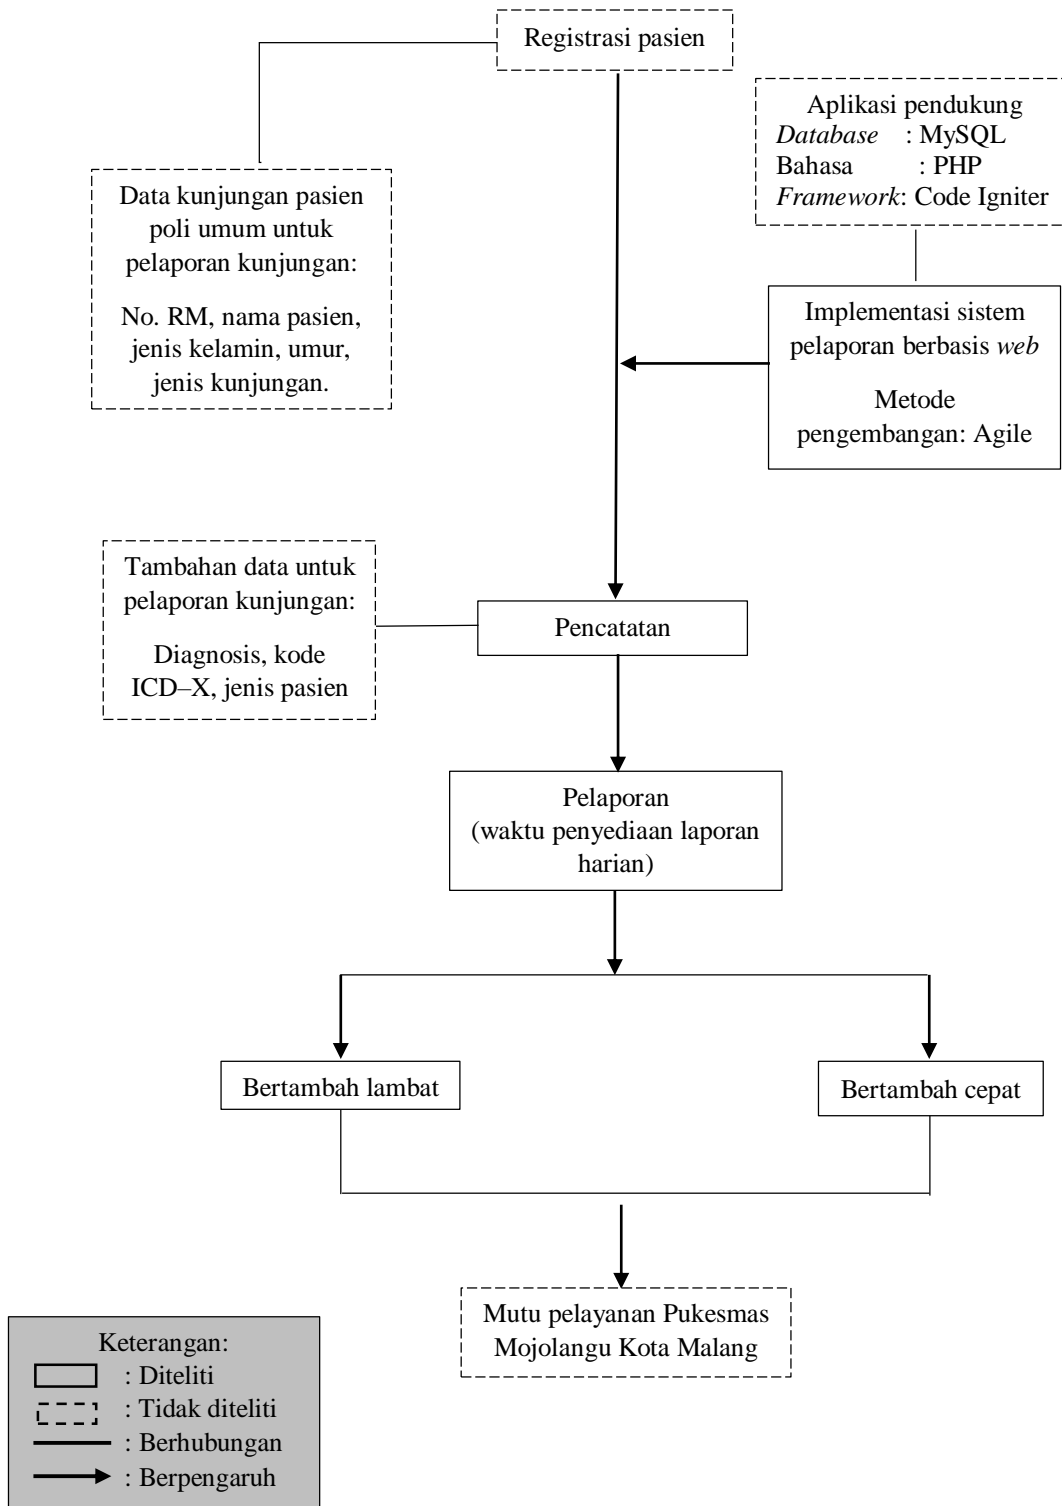 Registrasi pasien
Aplikasi pendukung
Database : MySQL
Bahasa : PHP
Framework: Code Igniter
Data kunjungan pasien
poli umum untuk
pelaporan kunjungan:
No. RM, nama pasien,
jenis kelamin, umur,
jenis kunjungan.
Implementasi sistem
pelaporan berbasis web
Metode
pengembangan: Agile
Tambahan data untuk
pelaporan kunjungan:
Diagnosis, kode
ICD–X, jenis pasien
Pencatatan
Pelaporan
(waktu penyediaan laporan
harian)
Bertambah lambat
Bertambah cepat
Mutu pelayanan Pukesmas
Mojolangu Kota Malang
Keterangan:
: Diteliti
: Tidak diteliti
: Berhubungan
: Berpengaruh